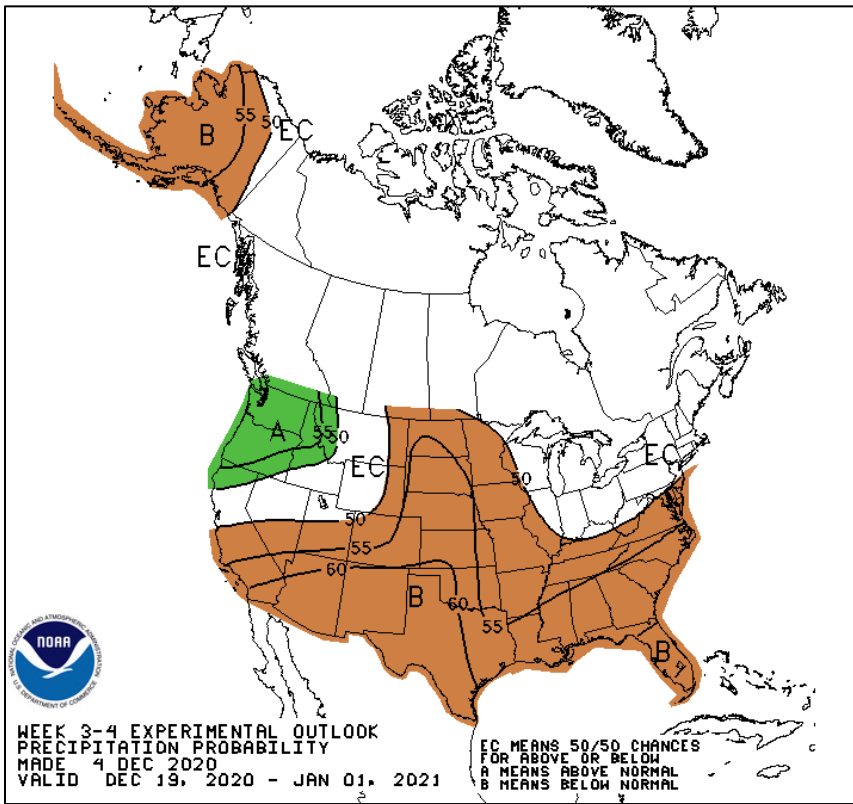 B
55
50
EC
EC
A
55
50
EC
EC
50
50
55
60
B
60
55
B
NATIONAL OCEANIC AND ATMOSPHERIC ADMINISTRATION
NOAA
U.S. DEPARTMENT OF COMMERCE
WEEK 3-4 EXPERIMENTAL OUTLOOK
PRECIPITATION PROBABILITY
MADE 4 DEC 2020
VALID DEC 19, 2020 - JAN 01, 2021
EC MEANS 50/50 CHANCES
FOR ABOVE OR BELOW
A MEANS ABOVE NORMAL
B MEANS BELOW NORMAL